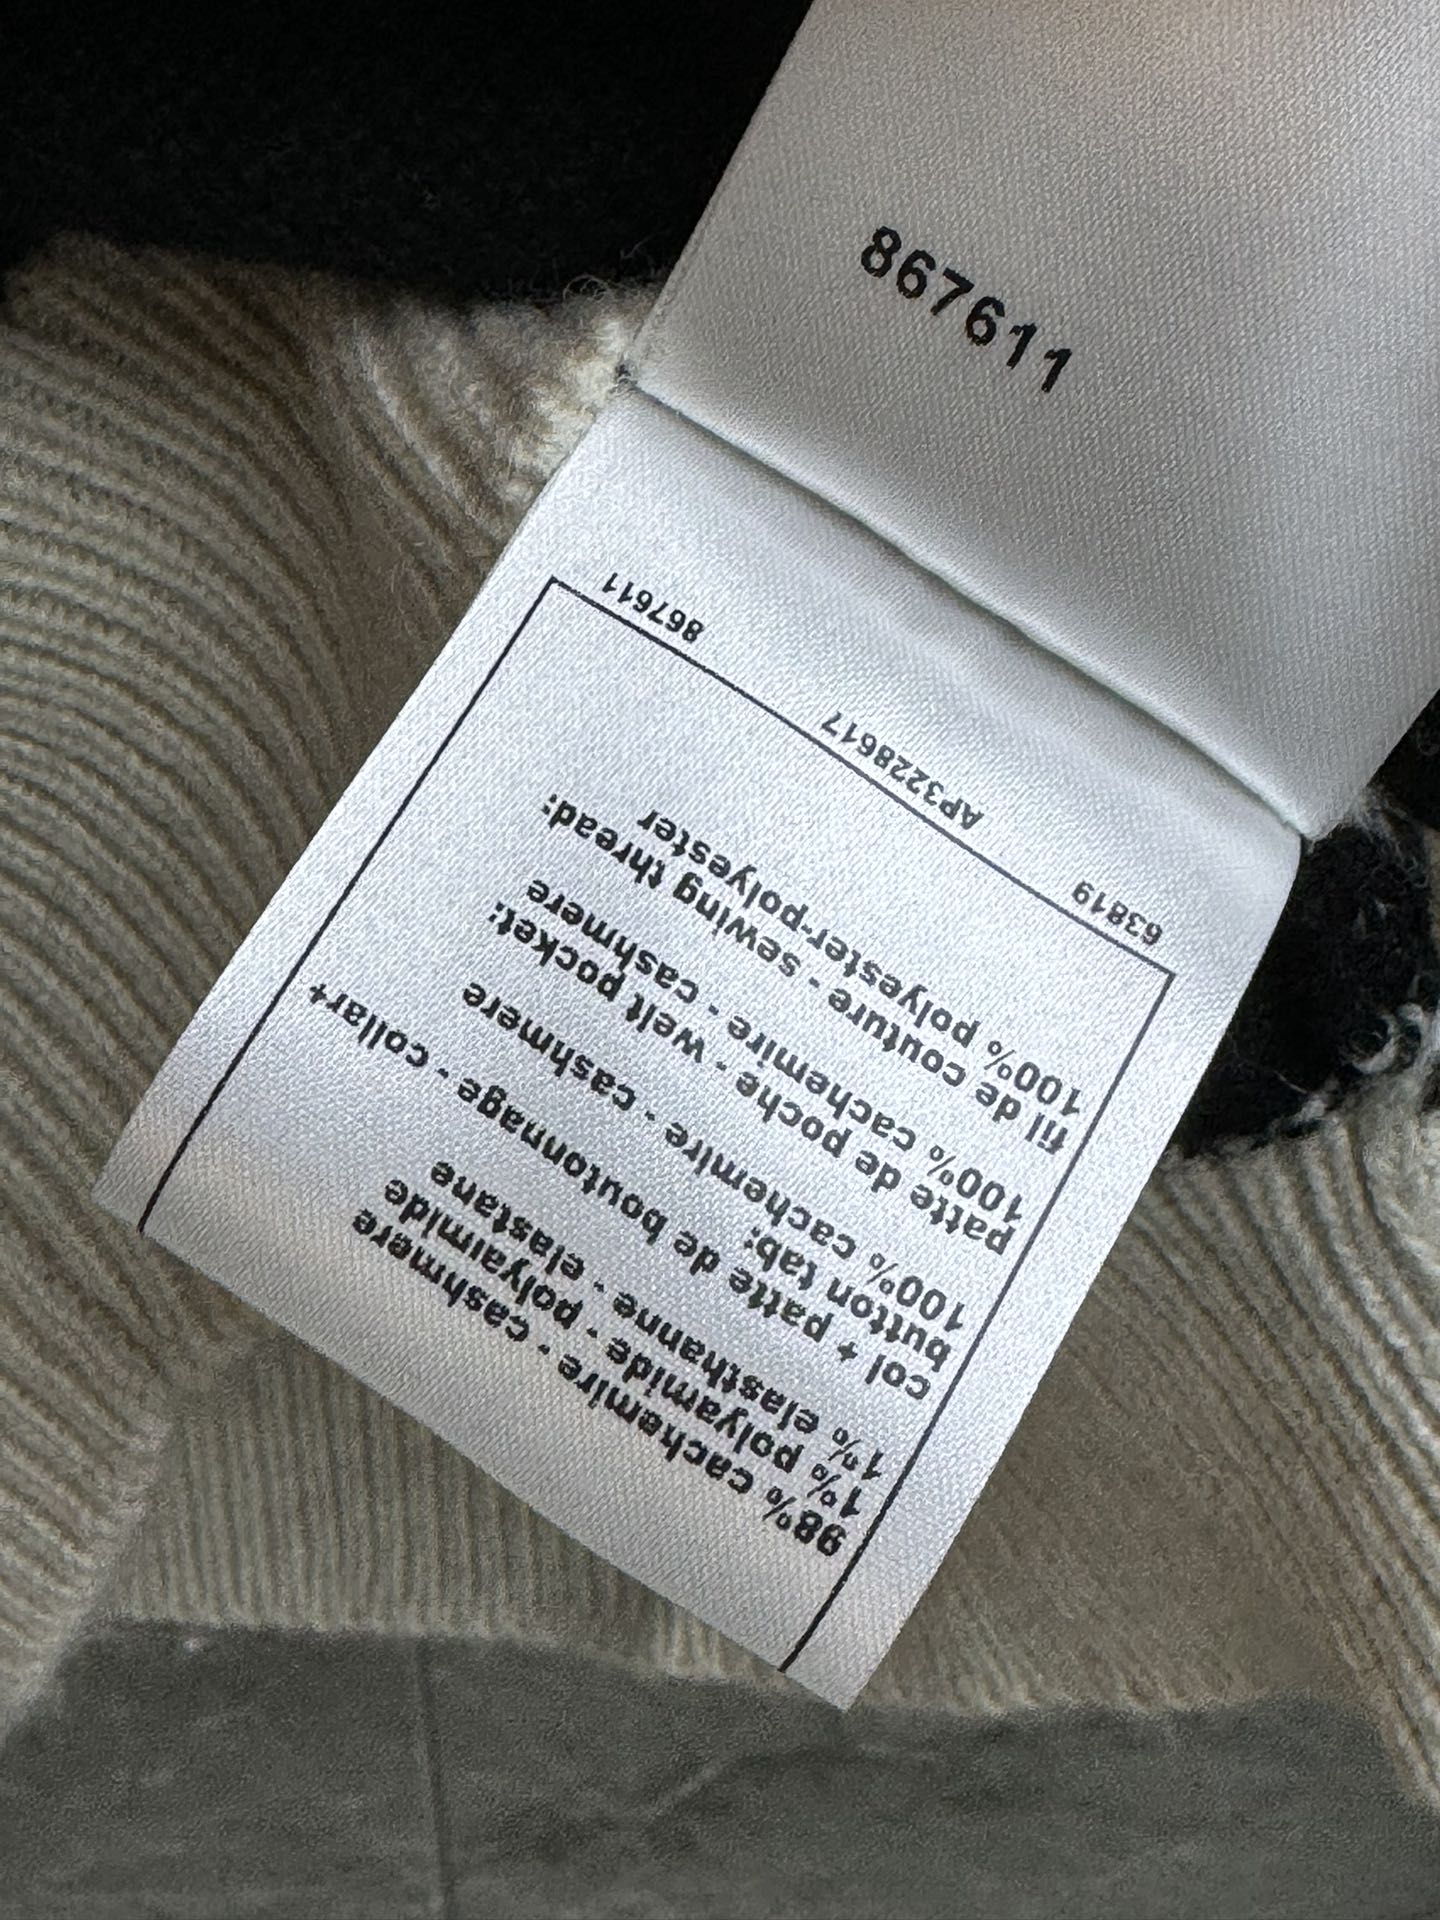 867611
98% cachemire - cashmere
1% polyamide - polyaimide
1% elasthanne - elastane
col + patte de boutonnage - collar+
button tab:
100% cachemire - cashmere
patte de poche - welt pocket:
100% cachemire - cashmere
fil de couture - sewing thread:
100% polyester-polyester
63819 AP3228617 867611